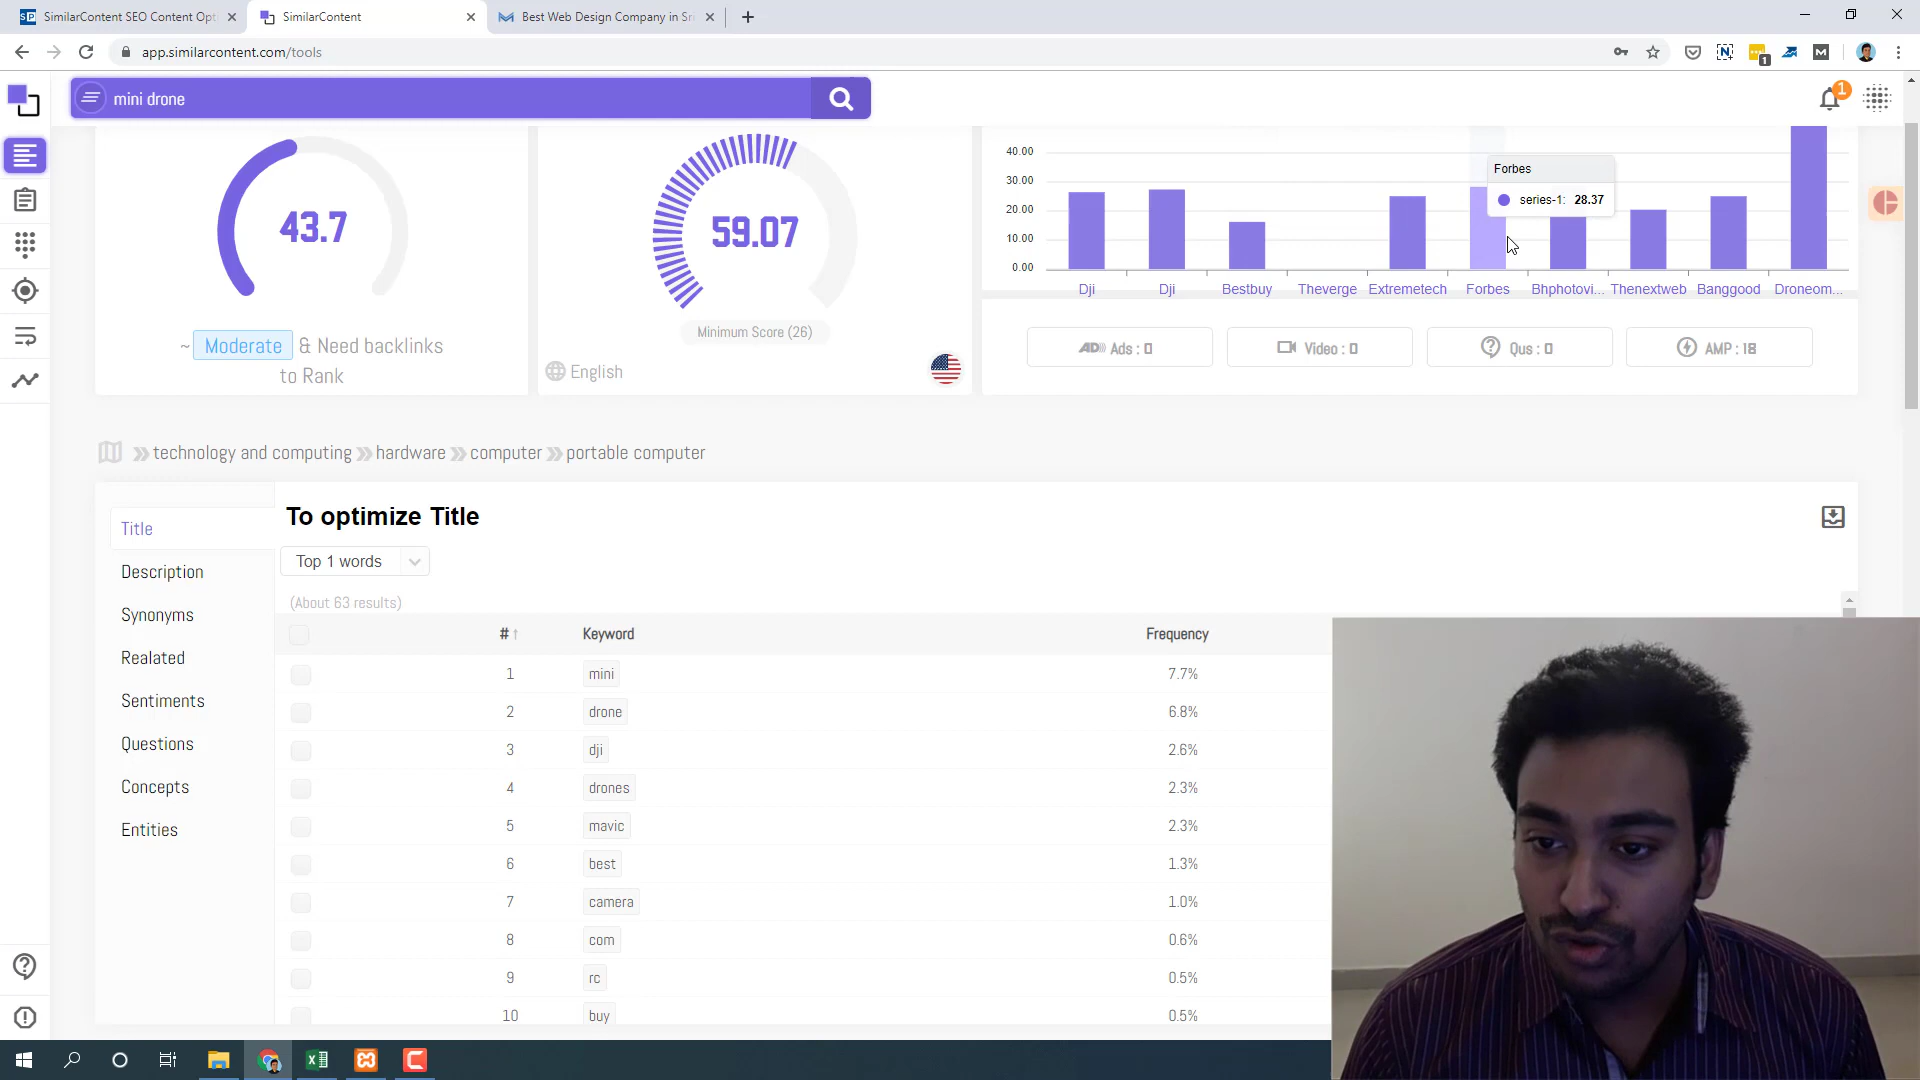 SP SimilarContent SEO Content Opt
SimilarContent
Best Web Design Company in Sri
app.similarcontent.com/tools
N
1
M
mini drone
1
43.7
~ Moderate & Need backlinks
to Rank
59.07
Minimum Score (26)
English
40.00
30.00
20.00
10.00
0.00
Forbes
series-1: 28.37
Dji Dji Bestbuy Theverge Extremetech Forbes Bhphotovi... Thenextweb Banggood Droneom...
AD Ads : 0
Video : 0
Qus : 0
AMP : 18
technology and computing hardware computer portable computer
Title
Description
Synonyms
Realated
Sentiments
Questions
Concepts
Entities
To optimize Title
Top 1 words
(About 63 results)
# Keyword Frequency
1 mini 7.7%
2 drone 6.8%
3 dji 2.6%
4 drones 2.3%
5 mavic 2.3%
6 best 1.3%
7 camera 1.0%
8 com 0.6%
9 rc 0.5%
10 buy 0.5%